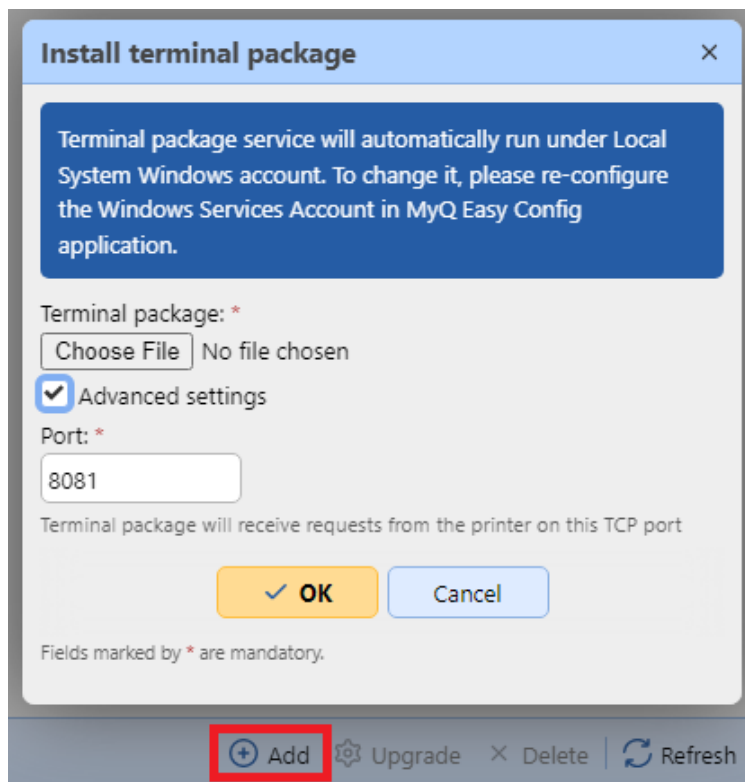 Install terminal package
Terminal package service will automatically run under Local
System Windows account. To change it, please re-configure
the Windows Services Account in MyQ Easy Config
application.
Terminal package: *
Choose File No file chosen
Advanced settings
Port: *
8081
Terminal package will receive requests from the printer on this TCP port
OK Cancel
Fields marked by * are mandatory.
Add Upgrade Delete Refresh